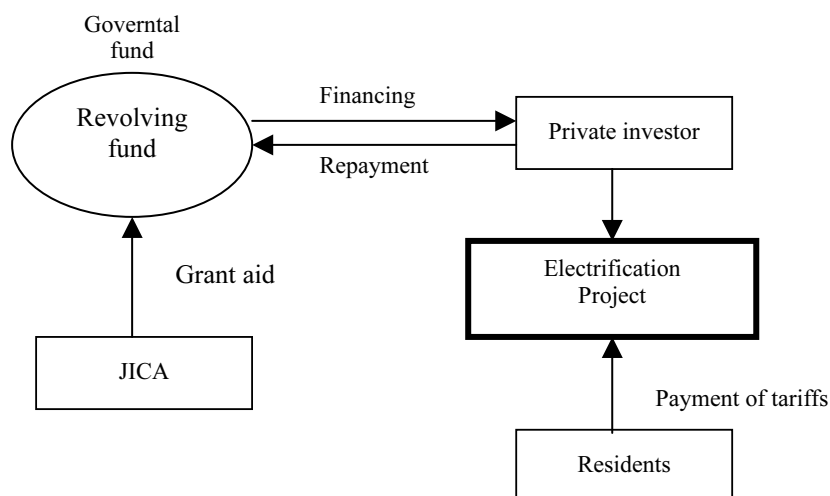 Governtal
fund
Revolving
fund
Financing
Repayment
Private investor
Grant aid
Electrification
Project
JICA
Payment of tariffs
Residents